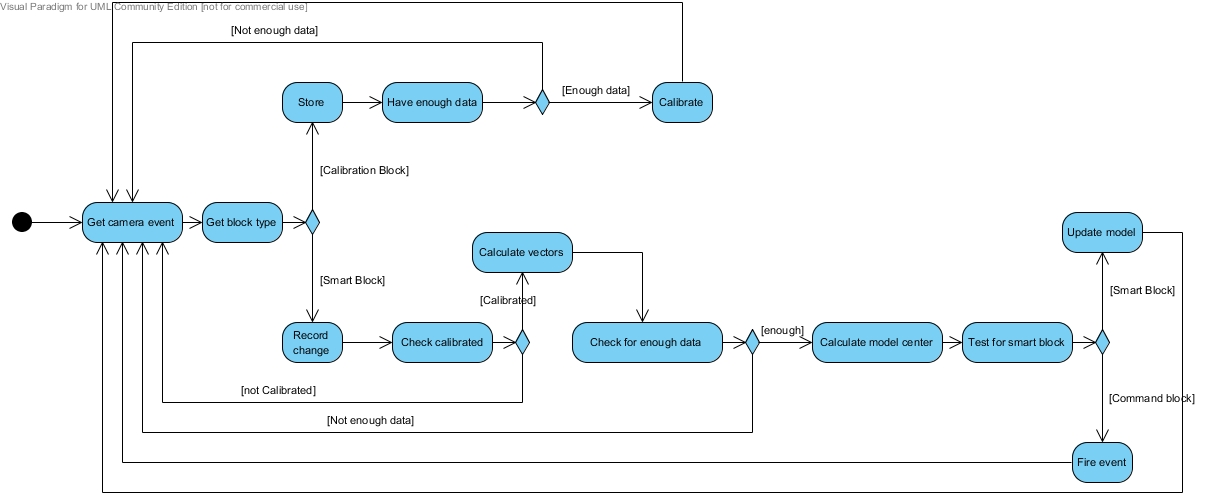 Visual Paradigm for UML Community Edition [not for commercial use]
[Not enough data]
[Enough data]
Store
Have enough data
Calibrate
[Calibration Block]
Get camera event
Get block type
Update model
Calculate vectors
[Smart Block]
[Smart Block]
[Calibrated]
Record
change
Check calibrated
Check for enough data
[enough]
Calculate model center
Test for smart block
[not Calibrated]
[Command block]
[Not enough data]
Fire event